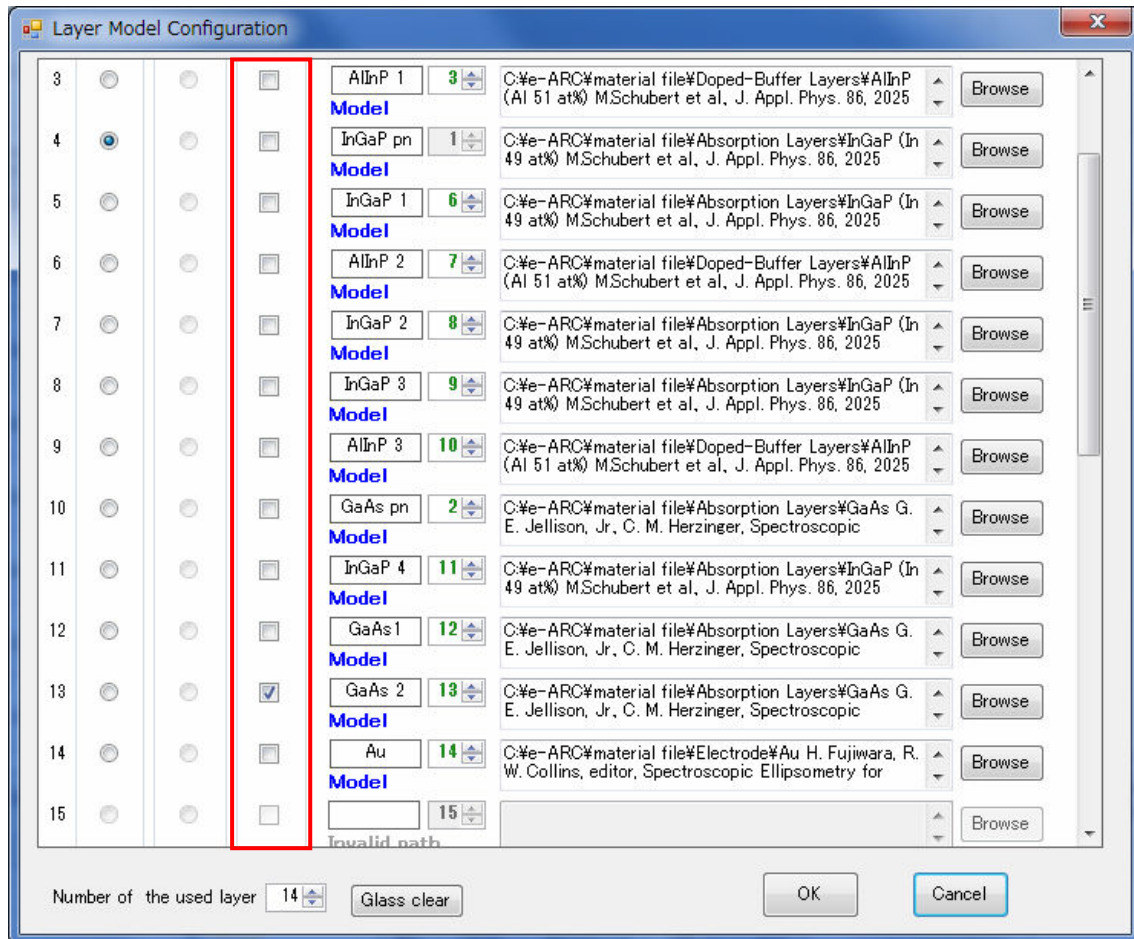 Layer Model Configuration
3 AlInP 1 3 C:¥e-ARC¥material file¥Doped-Buffer Layers¥AlInP Browse
(Al 51 at%) M.Schubert et al, J. Appl. Phys. 86, 2025
Model
4 InGaP pn 1 C:¥e-ARC¥material file¥Absorption Layers¥InGaP (In Browse
49 at%) M.Schubert et al, J. Appl. Phys. 86, 2025
Model
5 InGaP 1 6 C:¥e-ARC¥material file¥Absorption Layers¥InGaP (In Browse
49 at%) M.Schubert et al, J. Appl. Phys. 86, 2025
Model
6 AlInP 2 7 C:¥e-ARC¥material file¥Doped-Buffer Layers¥AlInP Browse
(Al 51 at%) M.Schubert et al, J. Appl. Phys. 86, 2025
Model
7 InGaP 2 8 C:¥e-ARC¥material file¥Absorption Layers¥InGaP (In Browse
49 at%) M.Schubert et al, J. Appl. Phys. 86, 2025
Model
8 InGaP 3 9 C:¥e-ARC¥material file¥Absorption Layers¥InGaP (In Browse
49 at%) M.Schubert et al, J. Appl. Phys. 86, 2025
Model
9 AlInP 3 10 C:¥e-ARC¥material file¥Doped-Buffer Layers¥AlInP Browse
(Al 51 at%) M.Schubert et al, J. Appl. Phys. 86, 2025
Model
10 GaAs pn 2 C:¥e-ARC¥material file¥Absorption Layers¥GaAs G. Browse
E. Jellison, Jr, C. M. Herzinger, Spectroscopic
Model
11 InGaP 4 11 C:¥e-ARC¥material file¥Absorption Layers¥InGaP (In Browse
49 at%) M.Schubert et al, J. Appl. Phys. 86, 2025
Model
12 GaAs1 12 C:¥e-ARC¥material file¥Absorption Layers¥GaAs G. Browse
E. Jellison, Jr, C. M. Herzinger, Spectroscopic
Model
13 GaAs 2 13 C:¥e-ARC¥material file¥Absorption Layers¥GaAs G. Browse
E. Jellison, Jr, C. M. Herzinger, Spectroscopic
Model
14 Au 14 C:¥e-ARC¥material file¥Electrode¥Au H. Fujiwara, R. Browse
W. Collins, editor, Spectroscopic Ellipsometry for
Model
15 15 Browse
Invalid path
Number of the used layer 14 Glass clear OK Cancel